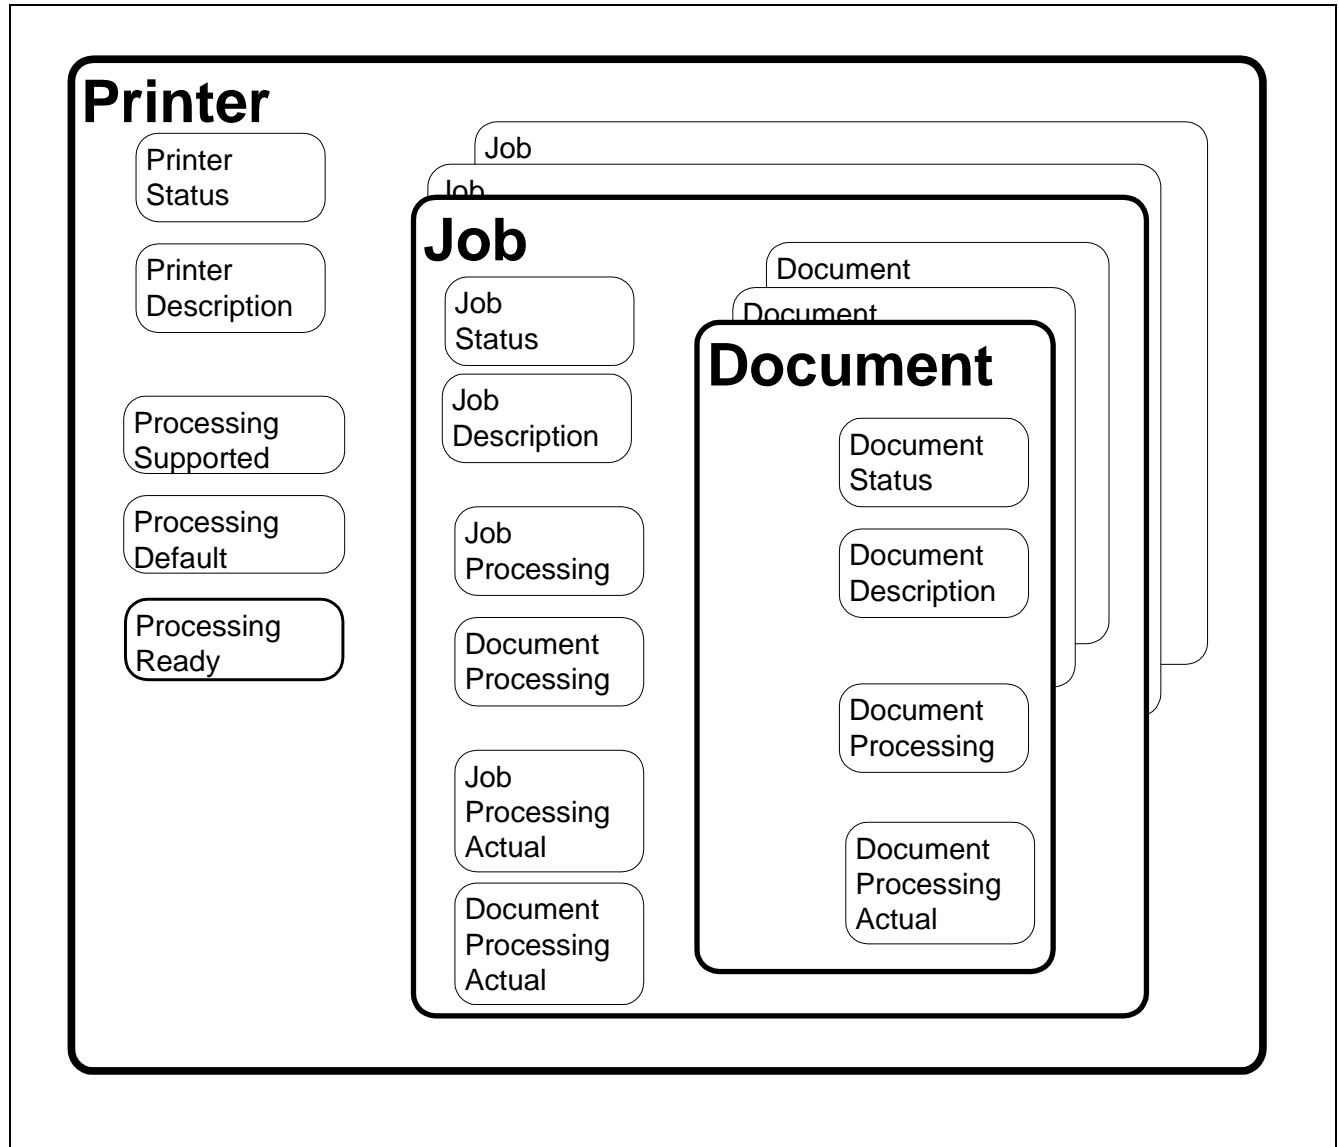 Printer
Printer
Status
Printer
Description
Processing
Supported
Processing
Default
Processing
Ready
Job
Job
Job
Job
Status
Job
Description
Job
Processing
Document
Processing
Job
Processing
Actual
Document
Processing
Actual
Document
Document
Document
Document
Status
Document
Description
Document
Processing
Document
Processing
Actual